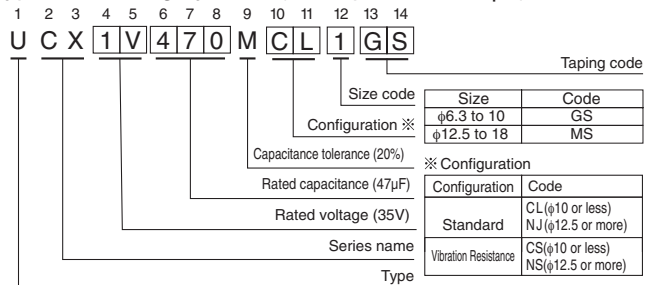 1 2 3 4 5 6 7 8 9 10 11 12 13 14
U C X 1 V 4 7 0 M C L 1 G S
Taping code
Size code
Configuration ※
Capacitance tolerance (20%)
Rated capacitance (47µF)
Rated voltage (35V)
Series name
Type
Size Code
ϕ6.3 to 10 GS
ϕ12.5 to 18 MS
※ Configuration
Configuration Code
Standard CL(ϕ10 or less)
NJ(ϕ12.5 or more)
Vibration Resistance CS(ϕ10 or less)
NS(ϕ12.5 or more)